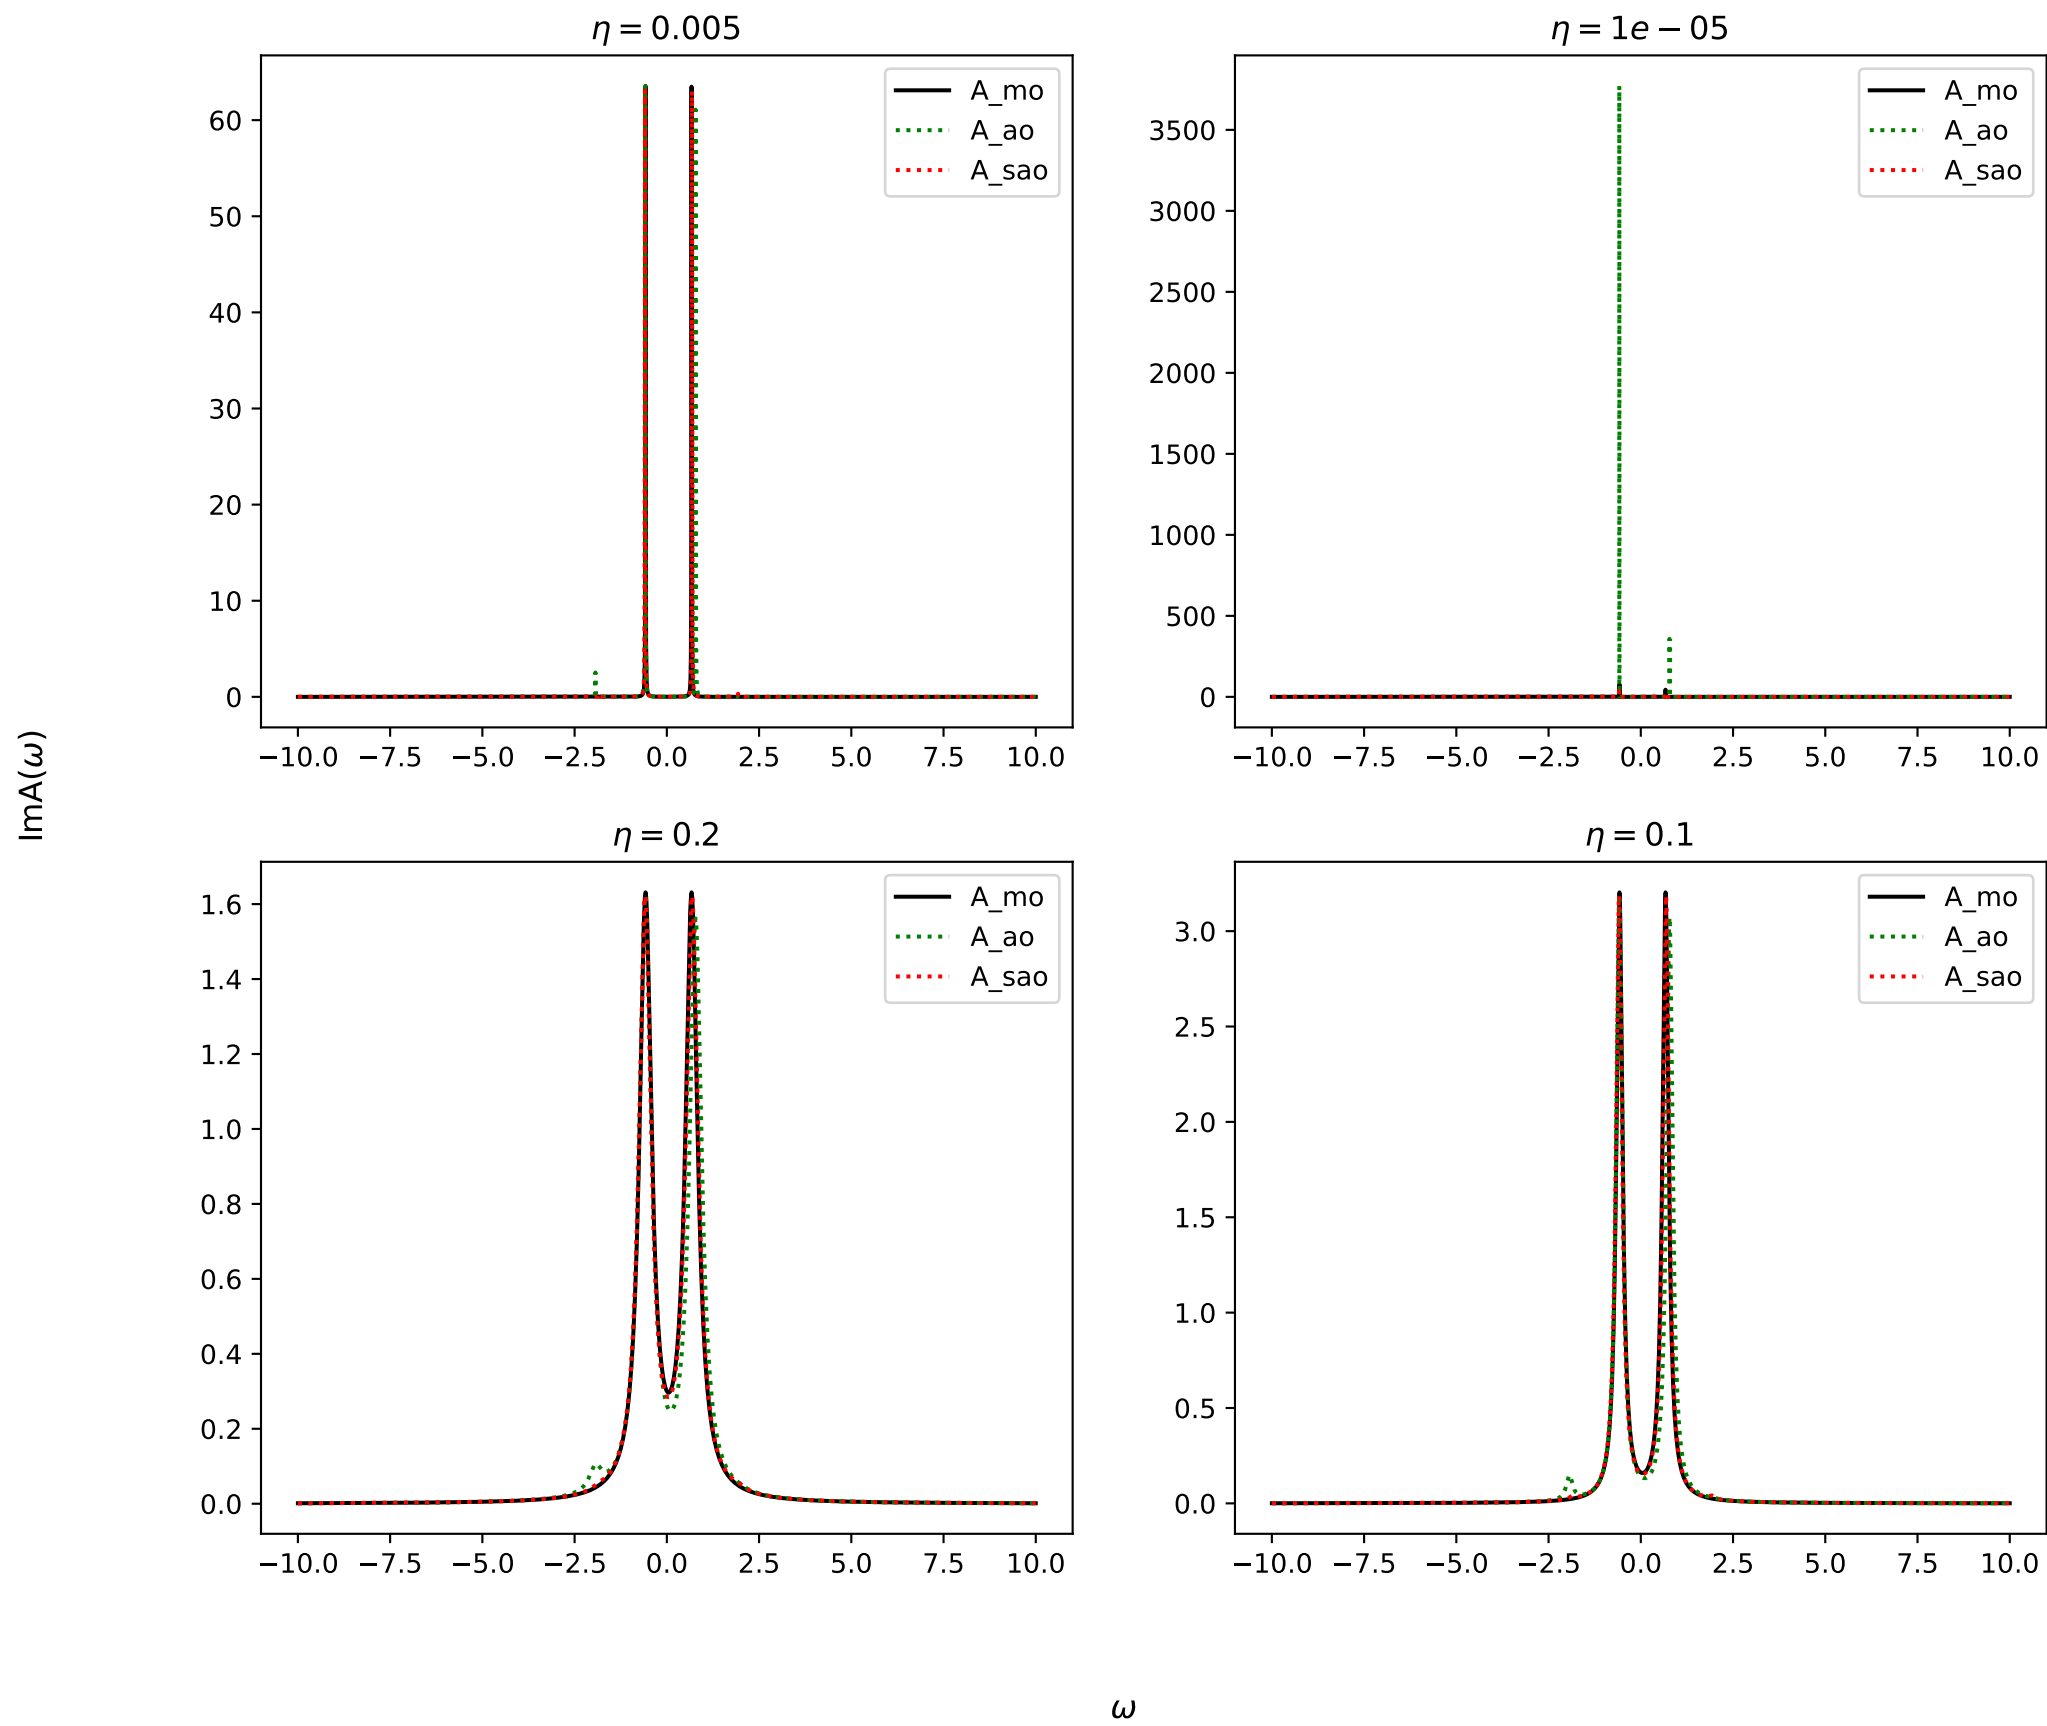 η = 0.005
60
50
40
30
20
10
0
−10.0 −7.5 −5.0 −2.5 0.0 2.5 5.0 7.5 10.0
A_mo
A_ao
A_sao
η = 1e − 05
3500
3000
2500
2000
1500
1000
500
0
−10.0 −7.5 −5.0 −2.5 0.0 2.5 5.0 7.5 10.0
A_mo
A_ao
A_sao
ImA(ω)
η = 0.2
1.6
1.4
1.2
1.0
0.8
0.6
0.4
0.2
0.0
−10.0 −7.5 −5.0 −2.5 0.0 2.5 5.0 7.5 10.0
A_mo
A_ao
A_sao
η = 0.1
3.0
2.5
2.0
1.5
1.0
0.5
0.0
−10.0 −7.5 −5.0 −2.5 0.0 2.5 5.0 7.5 10.0
A_mo
A_ao
A_sao
ω